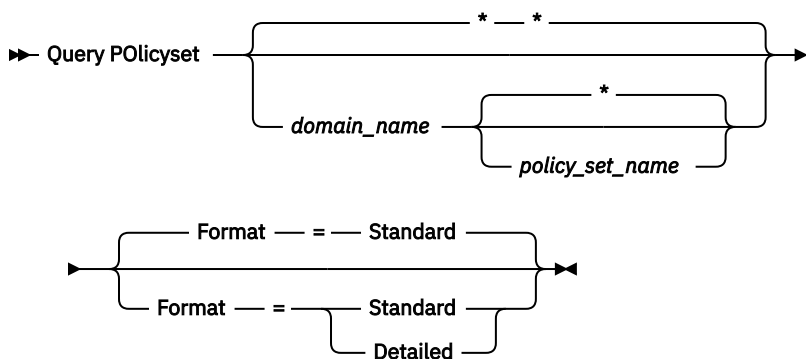 * *
Query POlicyset
*
domain_name
policy_set_name
Format = Standard
Format = Standard
Detailed